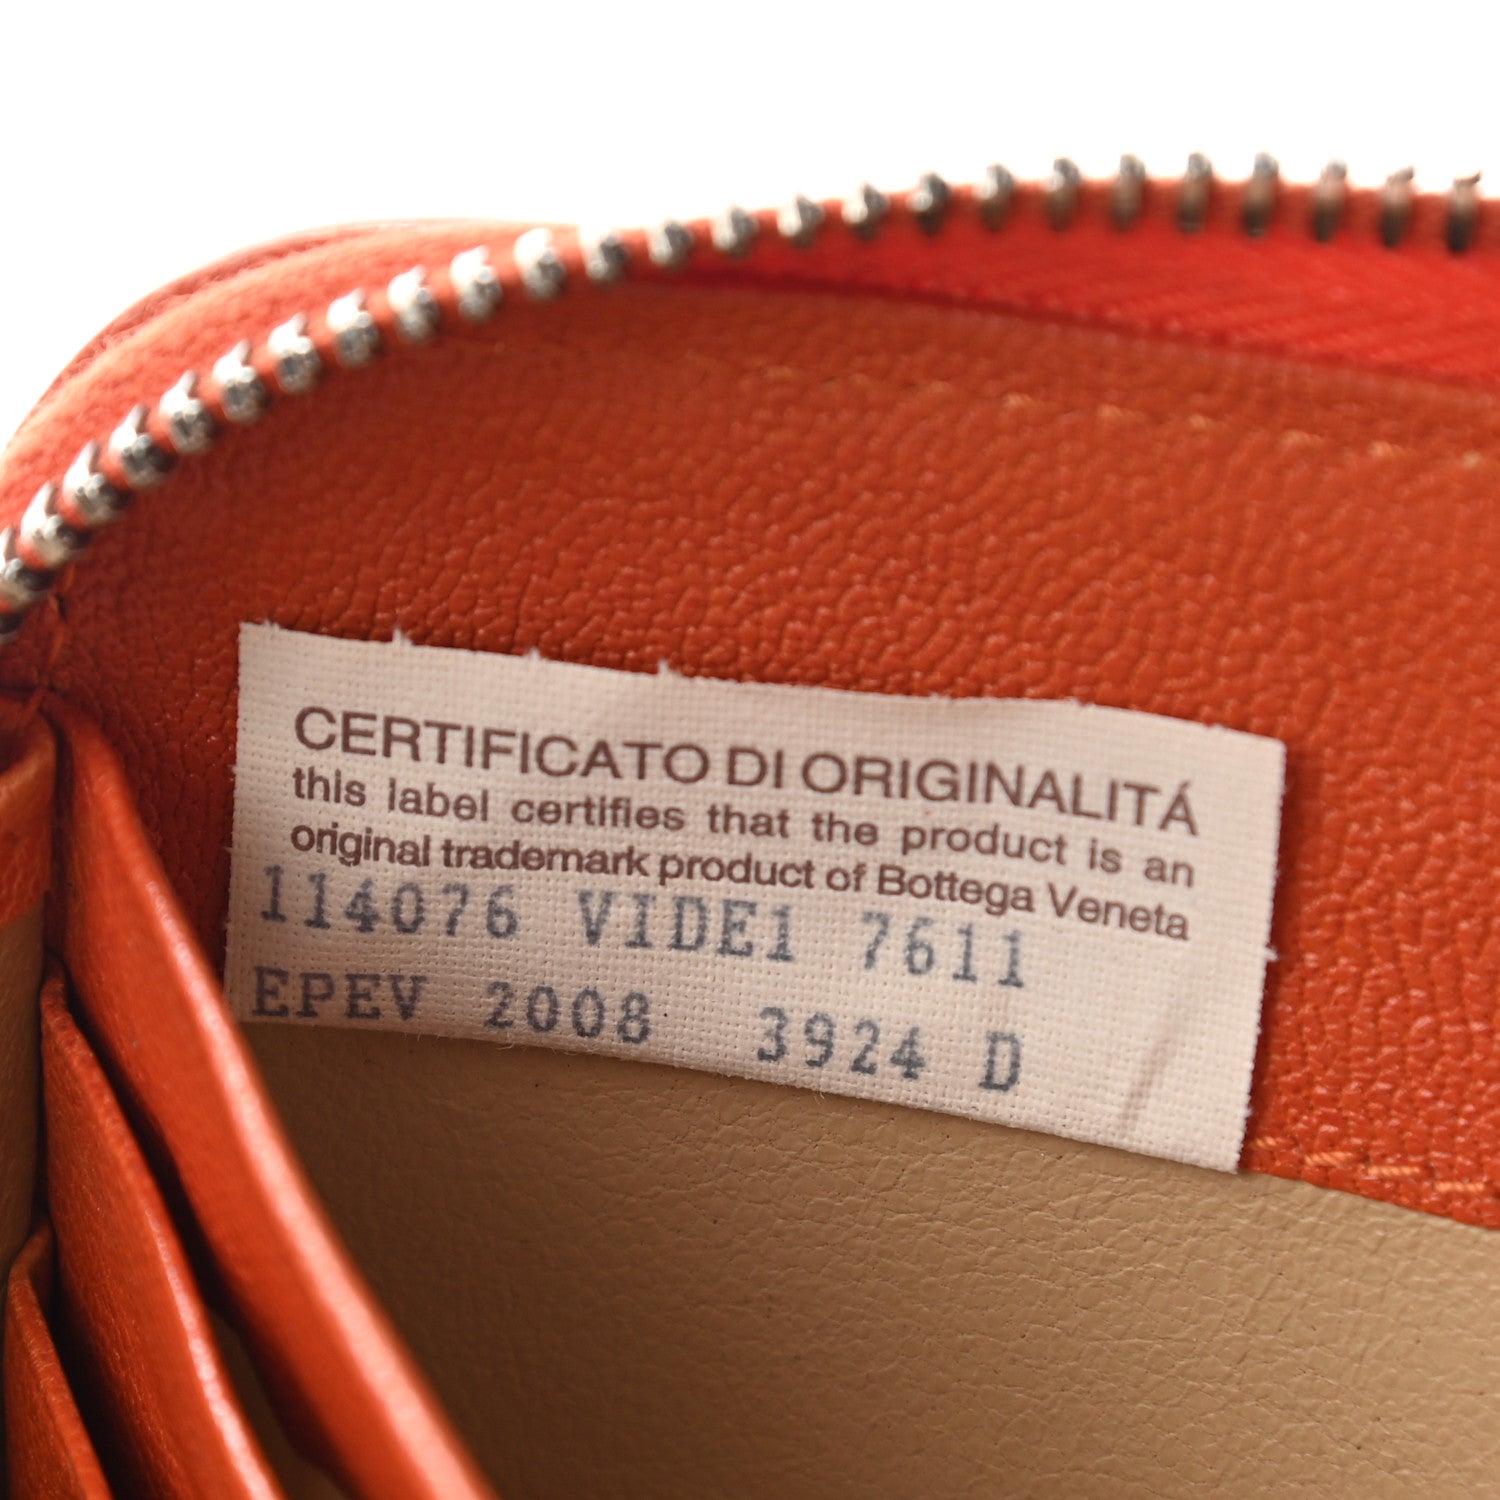 CERTIFICATO DI ORIGINALITÁ
this label certifies that the product is an
original trademark product of Bottega Veneta
114076 VIDE1 7611
EPEV 2008 3924 D